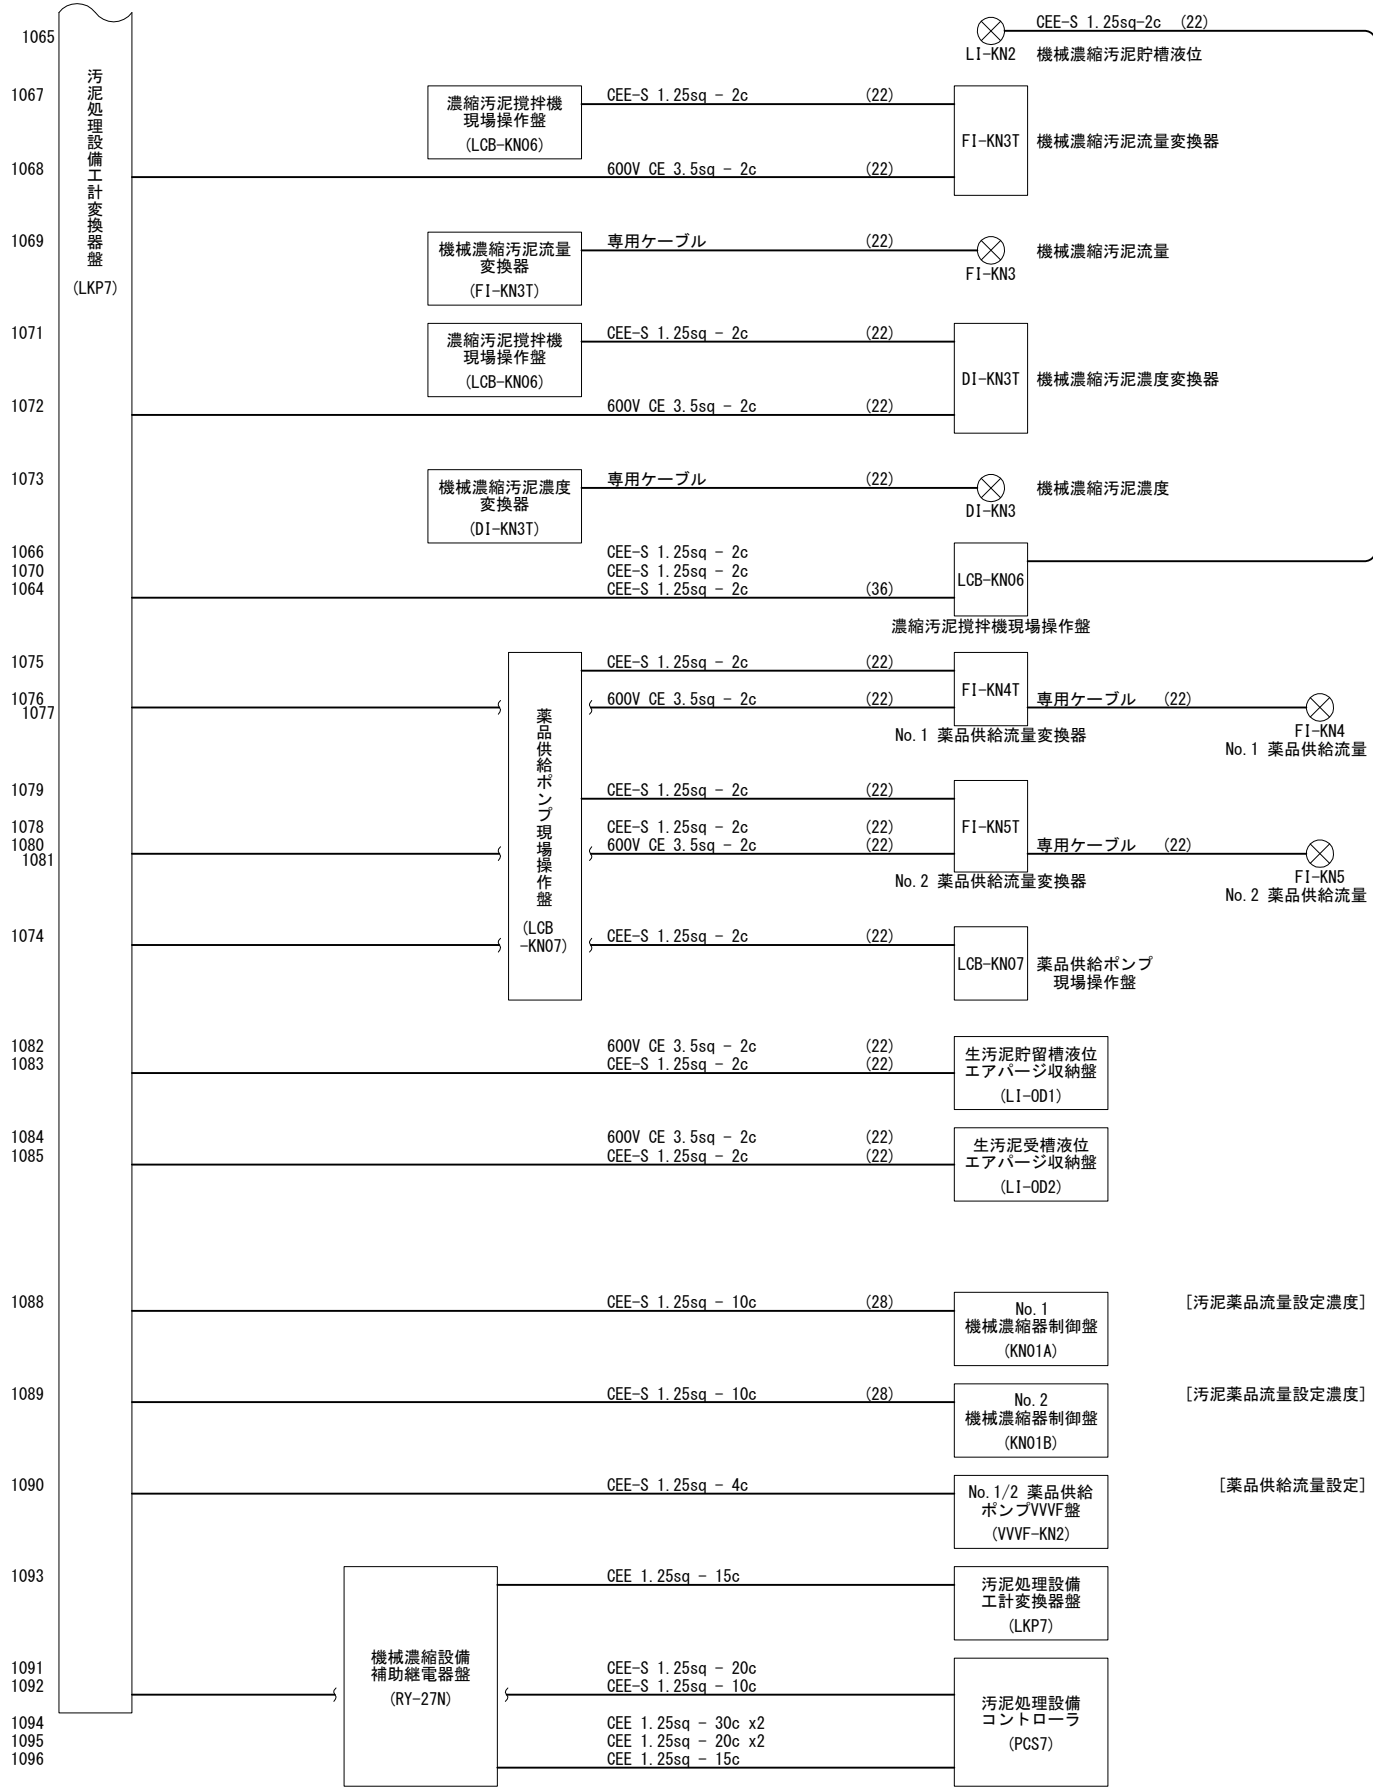 1065
CEE-S 1.25sq-2c (22)
LI-KN2 機械濃縮汚泥貯槽液位
汚泥処理設備工計変換器盤
(LKP7)
1067
濃縮汚泥撹拌機
現場操作盤
(LCB-KN06)
CEE-S 1.25sq - 2c (22)
FI-KN3T 機械濃縮汚泥流量変換器
1068
600V CE 3.5sq - 2c (22)
1069
機械濃縮汚泥流量
変換器
(FI-KN3T)
専用ケーブル (22)
FI-KN3
機械濃縮汚泥流量
1071
濃縮汚泥撹拌機
現場操作盤
(LCB-KN06)
CEE-S 1.25sq - 2c (22)
DI-KN3T 機械濃縮汚泥濃度変換器
1072
600V CE 3.5sq - 2c (22)
1073
機械濃縮汚泥濃度
変換器
(DI-KN3T)
専用ケーブル (22)
DI-KN3
機械濃縮汚泥濃度
1066 CEE-S 1.25sq - 2c
1070 CEE-S 1.25sq - 2c
1064 CEE-S 1.25sq - 2c (36)
LCB-KN06
濃縮汚泥撹拌機現場操作盤
1075 CEE-S 1.25sq - 2c (22)
1076 600V CE 3.5sq - 2c (22)
1077
FI-KN4T
専用ケーブル (22)
No.1 薬品供給流量変換器
FI-KN4
No.1 薬品供給流量
薬品供給ポンプ現場操作盤
(LCB
-KN07)
1079 CEE-S 1.25sq - 2c (22)
1078 CEE-S 1.25sq - 2c (22)
1080 600V CE 3.5sq - 2c (22)
1081
FI-KN5T
専用ケーブル (22)
No.2 薬品供給流量変換器
FI-KN5
No.2 薬品供給流量
1074 CEE-S 1.25sq - 2c (22)
LCB-KN07 薬品供給ポンプ
現場操作盤
1082 600V CE 3.5sq - 2c (22)
1083 CEE-S 1.25sq - 2c (22)
生汚泥貯留槽液位
エアパージ収納盤
(LI-OD1)
1084 600V CE 3.5sq - 2c (22)
1085 CEE-S 1.25sq - 2c (22)
生汚泥受槽液位
エアパージ収納盤
(LI-OD2)
1088 CEE-S 1.25sq - 10c (28)
No.1
機械濃縮器制御盤
(KN01A)
[汚泥薬品流量設定濃度]
1089 CEE-S 1.25sq - 10c (28)
No.2
機械濃縮器制御盤
(KN01B)
[汚泥薬品流量設定濃度]
1090 CEE-S 1.25sq - 4c
No.1/2 薬品供給
ポンプVVVF盤
(VVVF-KN2)
[薬品供給流量設定]
1093 CEE 1.25sq - 15c
汚泥処理設備
工計変換器盤
(LKP7)
機械濃縮設備
補助継電器盤
(RY-27N)
1091 CEE-S 1.25sq - 20c
1092 CEE-S 1.25sq - 10c
1094 CEE 1.25sq - 30c x2
1095 CEE 1.25sq - 20c x2
1096 CEE 1.25sq - 15c
汚泥処理設備
コントローラ
(PCS7)